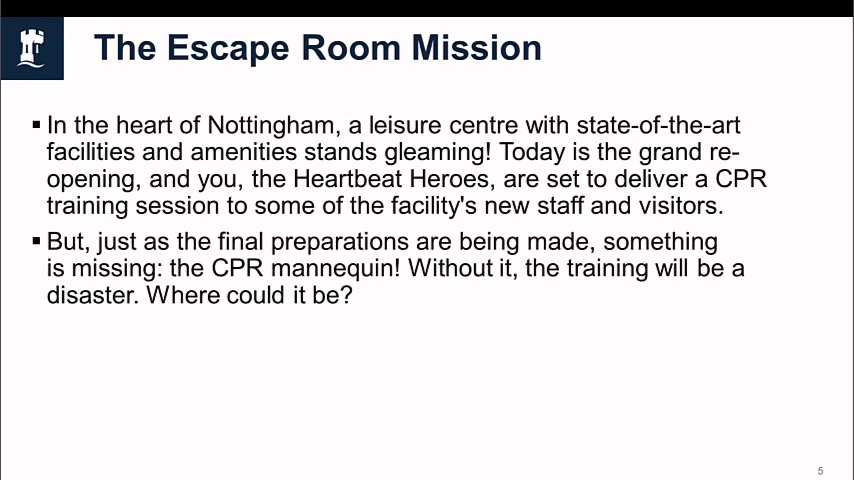 The Escape Room Mission
▪ In the heart of Nottingham, a leisure centre with state-of-the-art
facilities and amenities stands gleaming! Today is the grand re-
opening, and you, the Heartbeat Heroes, are set to deliver a CPR
training session to some of the facility's new staff and visitors.
▪ But, just as the final preparations are being made, something
is missing: the CPR mannequin! Without it, the training will be a
disaster. Where could it be?
5